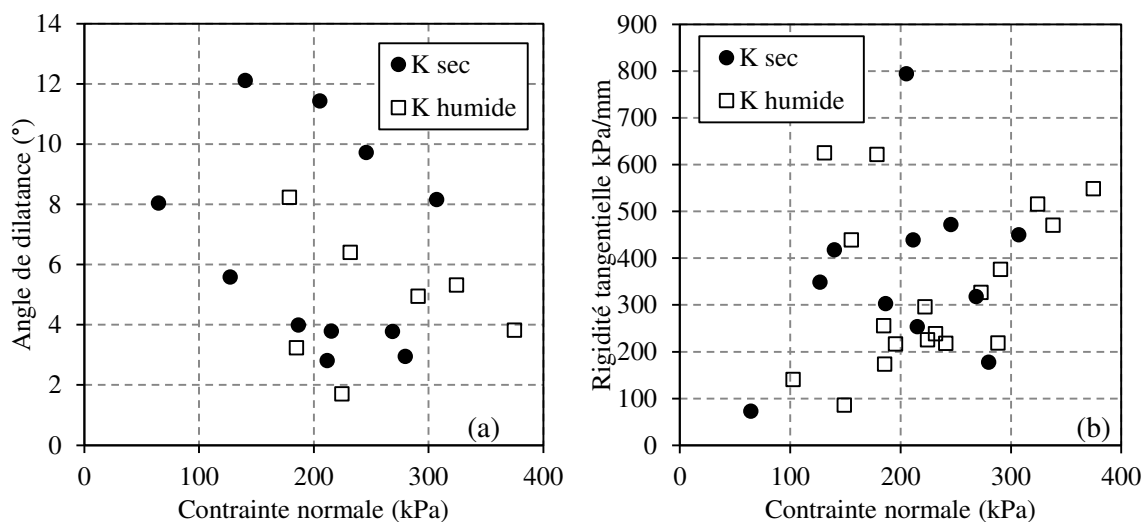 14
12
10
8
6
4
2
0
Angle de dilatance (°)
K sec
K humide
(a)
0 100 200 300 400
Contrainte normale (kPa)
900
800
700
600
500
400
300
200
100
0
Rigidité tangentielle kPa/mm
K sec
K humide
(b)
0 100 200 300 400
Contrainte normale (kPa)